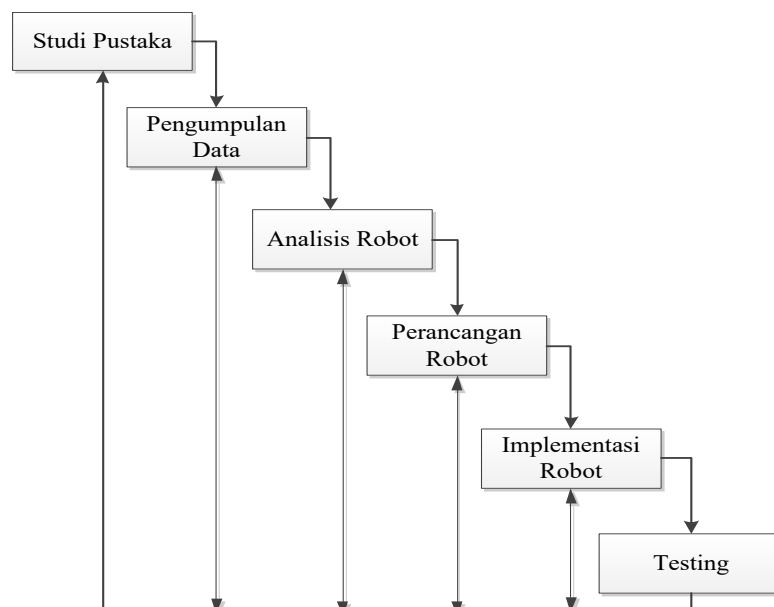 Studi Pustaka
Pengumpulan
Data
Analisis Robot
Perancangan
Robot
Implementasi
Robot
Testing